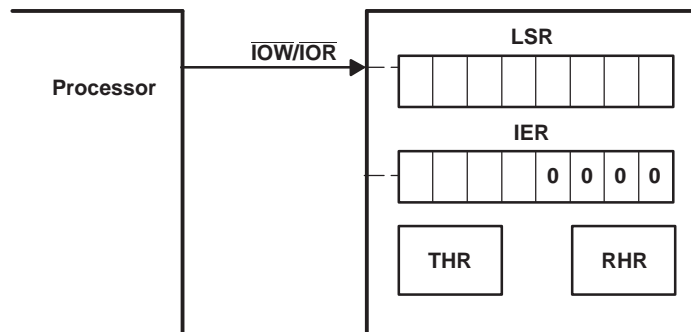 LSR
IOW/IOR
Processor
IER
0 0 0 0
THR RHR